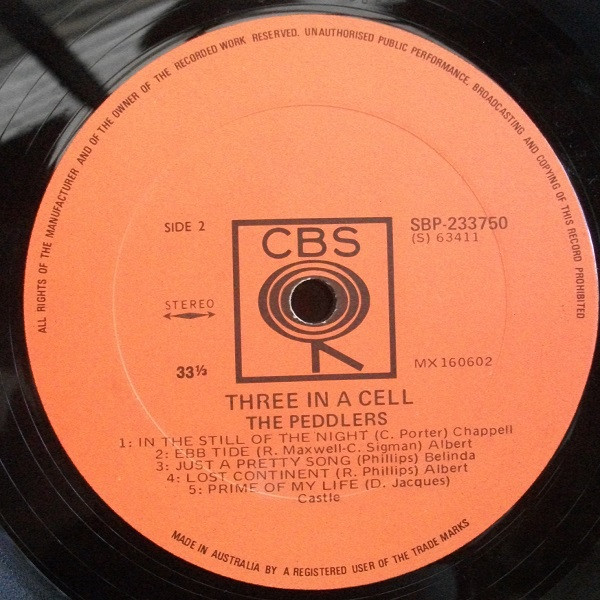 ALL RIGHTS OF THE MANUFACTURER AND OF THE OWNER OF THE RECORDED WORK RESERVED. UNAUTHORISED PUBLIC PERFORMANCE, BROADCASTING AND COPYING OF THIS RECORD PROHIBITED
SIDE 2
CBS
SBP-233750
(S) 63411
STEREO
33⅓
MX160602
THREE IN A CELL
THE PEDDLERS
1: IN THE STILL OF THE NIGHT (C. Porter) Chappell
2: EBB TIDE (R. Maxwell-C. Sigman) Albert
3: JUST A PRETTY SONG (Phillips) Belinda
4: LOST CONTINENT (R. Phillips) Albert
5: PRIME OF MY LIFE (D. Jacques)
Castle
MADE IN AUSTRALIA BY A REGISTERED USER OF THE TRADE MARKS